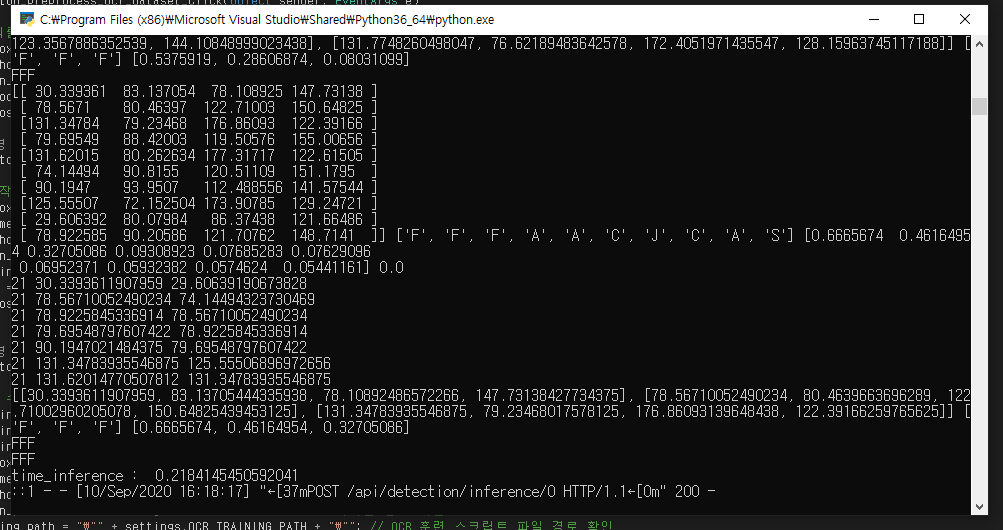 C:₩Program Files (x86)₩Microsoft Visual Studio₩Shared₩Python36_64₩python.exe
123.3567886352539, 144.10848999023438], [131.7748260498047, 76.62189483642578, 172.4051971435547, 128.15963745117188]] [
'F', 'F', 'F'] [0.5375919, 0.28606874, 0.08031099]
FFF
[[ 30.339361 83.137054 78.108925 147.73138 ]
[ 78.5671 80.46397 122.71003 150.64825 ]
[131.34784 79.23468 176.86093 122.39166 ]
[ 79.69549 88.42003 119.50576 155.00656 ]
[131.62015 80.262634 177.31717 122.61505 ]
[ 74.14494 90.8155 120.51109 151.1795 ]
[ 90.1947 93.9507 112.488556 141.57544 ]
[125.55507 72.152504 173.90785 129.24721 ]
[ 29.606392 80.07984 86.37438 121.66486 ]
[ 78.922585 90.20586 121.70762 148.7141 ]] ['F', 'F', 'F', 'A', 'A', 'C', 'J', 'C', 'A', 'S'] [0.6665674 0.4616495
4 0.32705086 0.09308923 0.07685283 0.07629096
0.06952371 0.05932382 0.0574624 0.05441161] 0.0
21 30.3393611907959 29.60639190673828
21 78.56710052490234 74.14494323730469
21 78.9225845336914 78.56710052490234
21 79.69548797607422 78.9225845336914
21 90.1947021484375 79.69548797607422
21 131.34783935546875 125.55506896972656
21 131.62014770507812 131.34783935546875
[[30.3393611907959, 83.13705444335938, 78.10892486572266, 147.73138427734375], [78.56710052490234, 80.4639663696289, 122
.71002960205078, 150.64825439453125], [131.34783935546875, 79.23468017578125, 176.86093139648438, 122.39166259765625]] [
'F', 'F', 'F'] [0.6665674, 0.46164954, 0.32705086]
FFF
FFF
time_inference : 0.2184145450592041
::1 - - [10/Sep/2020 16:18:17] "←[37mPOST /api/detection/inference/0 HTTP/1.1←[0m" 200 -
ing path = "₩"" + settings.OCR_TRAINING_PATH + "₩""; // OCR 훈련 스크립트 파일 경로 확인